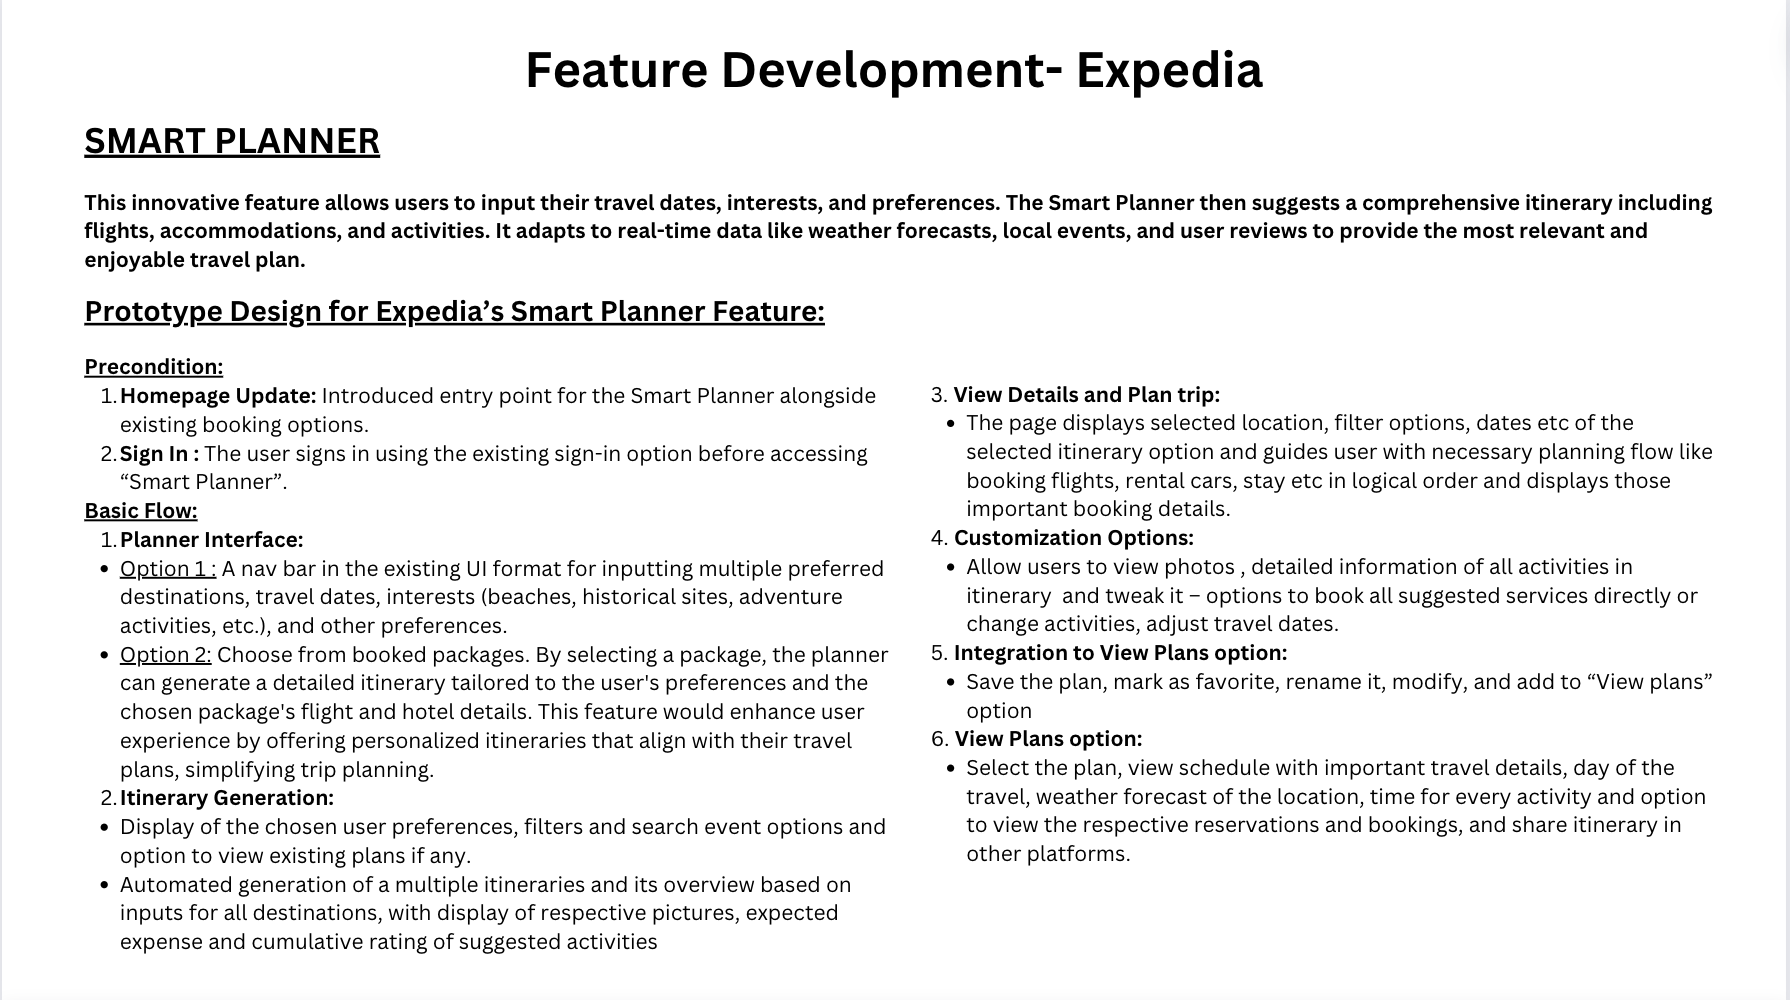 Feature Development- Expedia
SMART PLANNER
This innovative feature allows users to input their travel dates, interests, and preferences. The Smart Planner then suggests a comprehensive itinerary including
flights, accommodations, and activities. It adapts to real-time data like weather forecasts, local events, and user reviews to provide the most relevant and
enjoyable travel plan.
Prototype Design for Expedia’s Smart Planner Feature:
Precondition:
1. Homepage Update: Introduced entry point for the Smart Planner alongside
existing booking options.
2. Sign In : The user signs in using the existing sign-in option before accessing
“Smart Planner”.
Basic Flow:
1. Planner Interface:
• Option 1 : A nav bar in the existing UI format for inputting multiple preferred
destinations, travel dates, interests (beaches, historical sites, adventure
activities, etc.), and other preferences.
• Option 2: Choose from booked packages. By selecting a package, the planner
can generate a detailed itinerary tailored to the user's preferences and the
chosen package's flight and hotel details. This feature would enhance user
experience by offering personalized itineraries that align with their travel
plans, simplifying trip planning.
2. Itinerary Generation:
• Display of the chosen user preferences, filters and search event options and
option to view existing plans if any.
• Automated generation of a multiple itineraries and its overview based on
inputs for all destinations, with display of respective pictures, expected
expense and cumulative rating of suggested activities
3. View Details and Plan trip:
• The page displays selected location, filter options, dates etc of the
selected itinerary option and guides user with necessary planning flow like
booking flights, rental cars, stay etc in logical order and displays those
important booking details.
4. Customization Options:
• Allow users to view photos , detailed information of all activities in
itinerary  and tweak it – options to book all suggested services directly or
change activities, adjust travel dates.
5. Integration to View Plans option:
• Save the plan, mark as favorite, rename it, modify, and add to “View plans”
option
6. View Plans option:
• Select the plan, view schedule with important travel details, day of the
travel, weather forecast of the location, time for every activity and option
to view the respective reservations and bookings, and share itinerary in
other platforms.